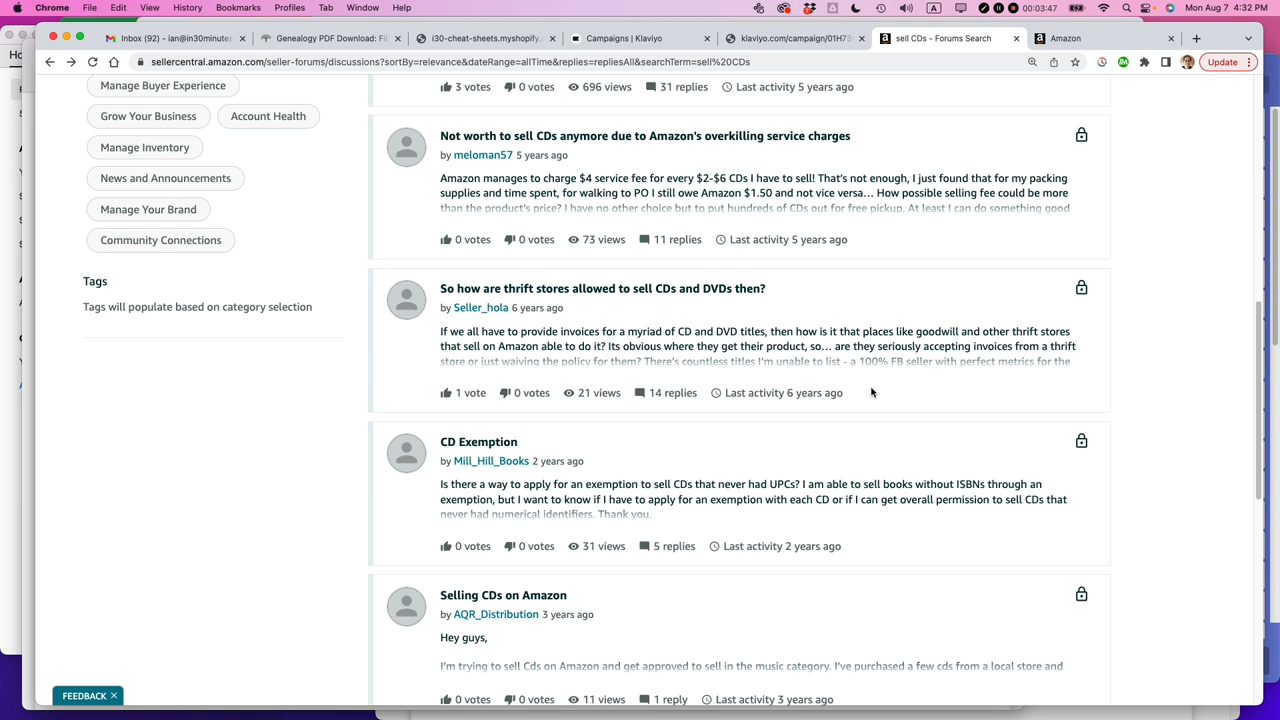 Chrome File Edit View History Bookmarks Profiles Tab Window Help 00:03:47 Mon Aug 7 4:32 PM
Inbox (92) - ian@in30minutes. Genealogy PDF Download: Fil i30-cheat-sheets.myshopify. Campaigns | Klaviyo klaviyo.com/campaign/01H73 sell CDs - Forums Search Amazon
sellercentral.amazon.com/seller-forums/discussions?sortBy=relevance&dateRange=allTime&replies=repliesAll&searchTerm=sell%20CDs Update
Manage Buyer Experience
Grow Your Business Account Health
Manage Inventory
News and Announcements
Manage Your Brand
Community Connections
Tags
Tags will populate based on category selection
3 votes 0 votes 696 views 31 replies Last activity 5 years ago
Not worth to sell CDs anymore due to Amazon's overkilling service charges
by meloman57 5 years ago
Amazon manages to charge $4 service fee for every $2-$6 CDs I have to sell! That's not enough, I just found that for my packing
supplies and time spent, for walking to PO I still owe Amazon $1.50 and not vice versa... How possible selling fee could be more
than the product's price? I have no other choice but to put hundreds of CDs out for free pickup. At least I can do something good
0 votes 0 votes 73 views 11 replies Last activity 5 years ago
So how are thrift stores allowed to sell CDs and DVDs then?
by Seller_hola 6 years ago
If we all have to provide invoices for a myriad of CD and DVD titles, then how is it that places like goodwill and other thrift stores
that sell on Amazon able to do it? Its obvious where they get their product, so... are they seriously accepting invoices from a thrift
store or just waiving the policy for them? There's countless titles I'm unable to list - a 100% FB seller with perfect metrics for the
1 vote 0 votes 21 views 14 replies Last activity 6 years ago
CD Exemption
by Mill_Hill_Books 2 years ago
Is there a way to apply for an exemption to sell CDs that never had UPCs? I am able to sell books without ISBNs through an
exemption, but I want to know if I have to apply for an exemption with each CD or if I can get overall permission to sell CDs that
never had numerical identifiers. Thank you.
0 votes 0 votes 31 views 5 replies Last activity 2 years ago
Selling CDs on Amazon
by AQR_Distribution 3 years ago
Hey guys,
I'm trying to sell Cds on Amazon and get approved to sell in the music category. I've purchased a few cds from a local store and
0 votes 0 votes 11 views 1 reply Last activity 3 years ago
FEEDBACK